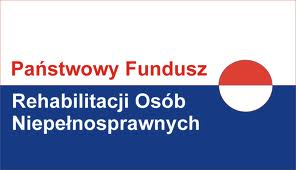 Państwowy Fundusz
Rehabilitacji Osób
Niepełnosprawnych